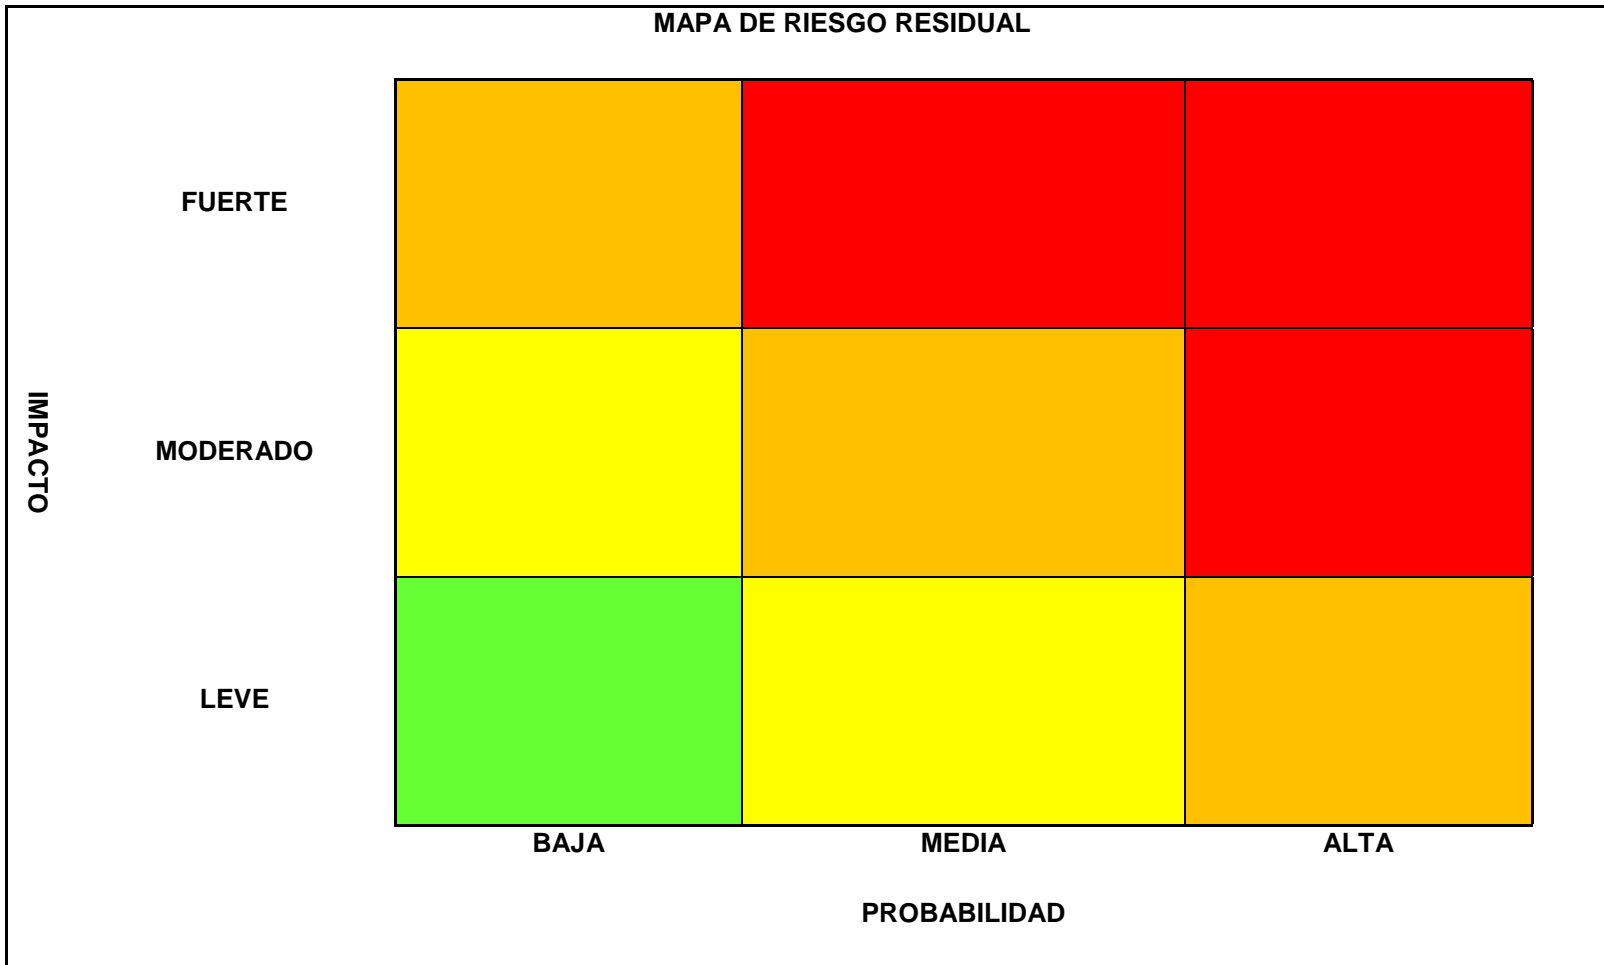 MAPA DE RIESGO RESIDUAL
FUERTE
IMPACTO
MODERADO
LEVE
BAJA MEDIA ALTA
PROBABILIDAD